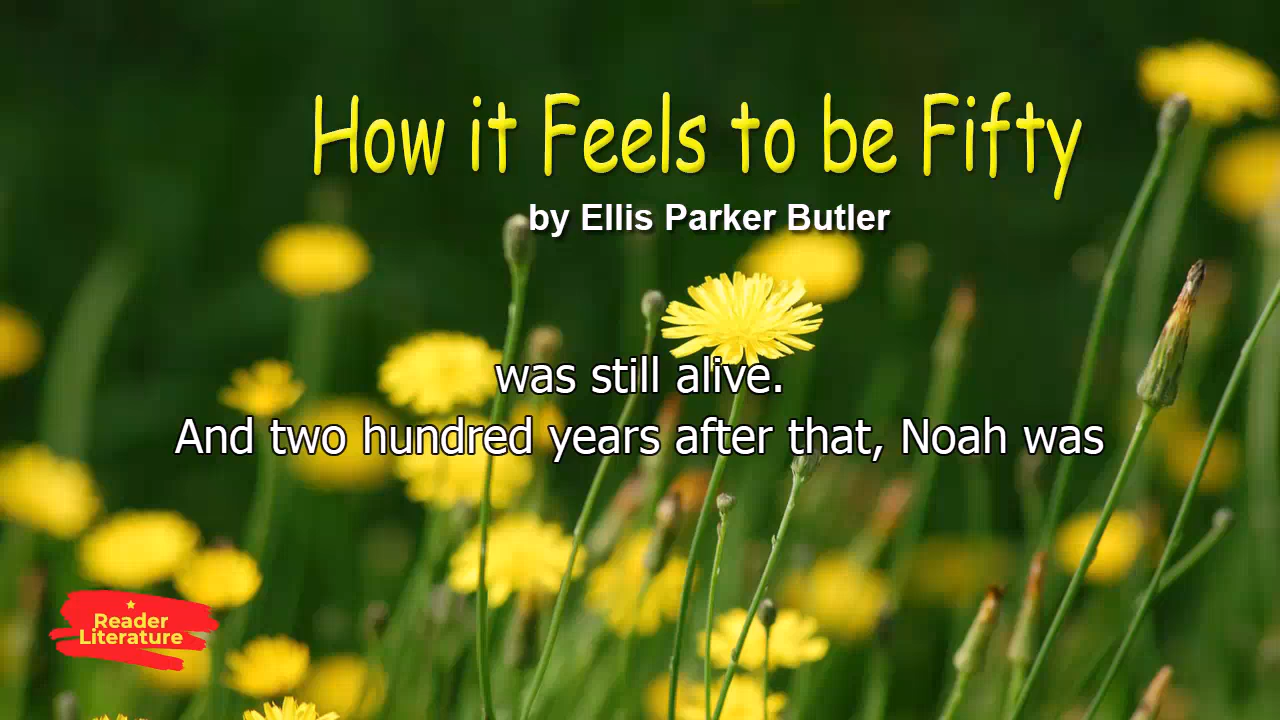 How it Feels to be Fifty
by Ellis Parker Butler
was still alive.
And two hundred years after that, Noah was
Reader
Literature